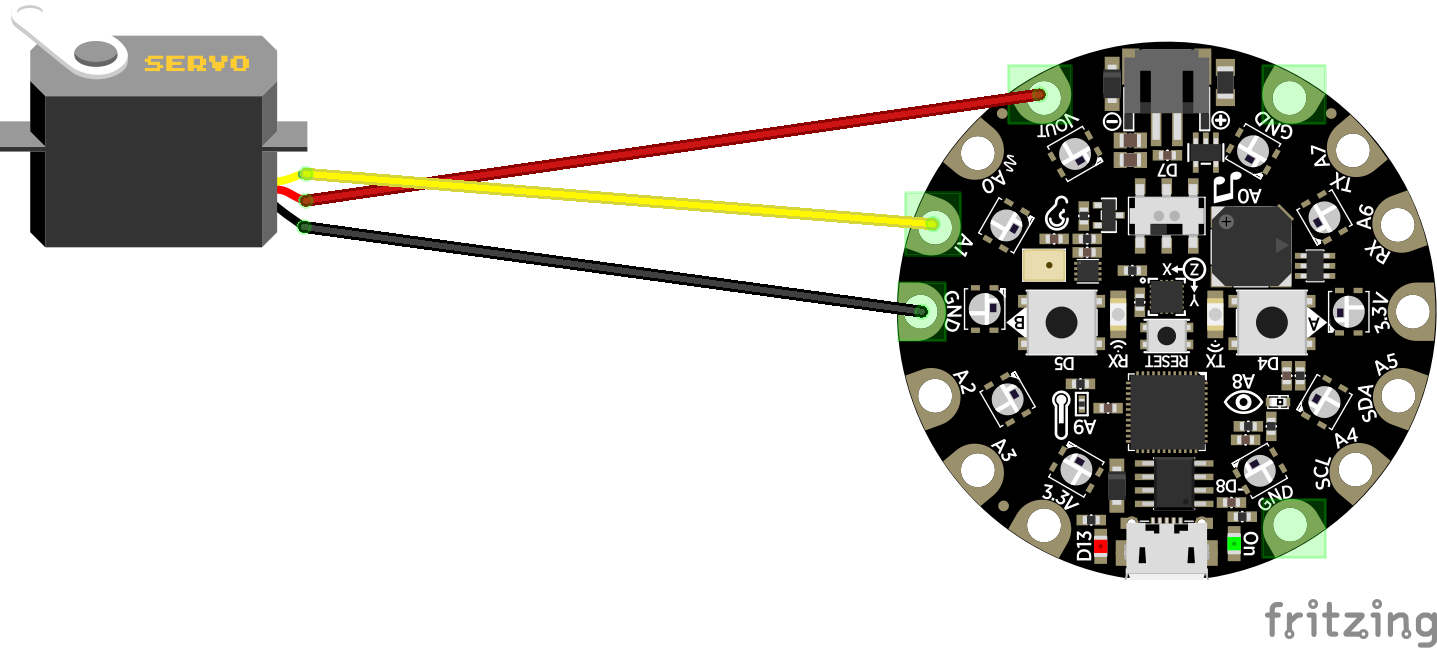 SERVO
VOUT
GND
A0
A7
TX
D7
A0
A6
RX
A1
X
Z
Y
GND
B
A
3.3V
D5
RX
RESET
TX
D4
A2
A8
A5
SDA
A9
A3
A4
SCL
3.3V
D8
GND
D13
On
fritzing